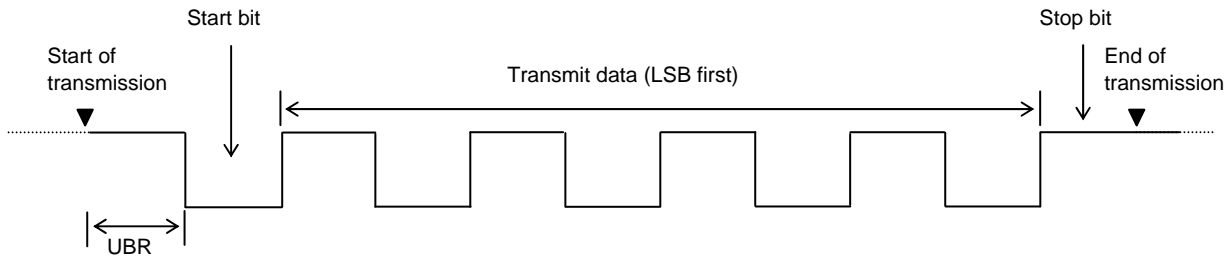 Start bit
Stop bit
Start of
transmission
Transmit data (LSB first)
End of
transmission
UBR